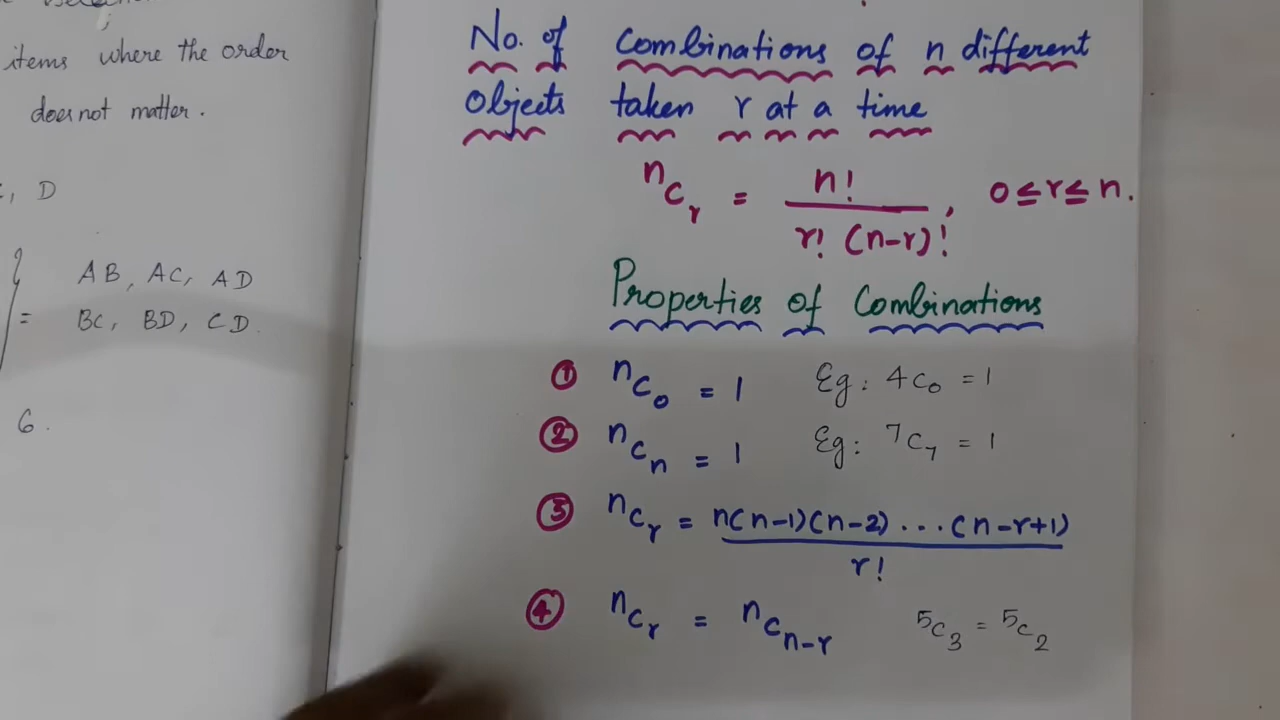 items where the order
does not matter.
, D
AB, AC, AD
= BC, BD, CD.
6.
No. of Combinations of n different
objects taken r at a time
ⁿCᵣ = n! / r! (n-r)! , 0≤r≤n.
Properties of Combinations
① ⁿC₀ = 1 Eg: 4C₀ = 1
② ⁿCₙ = 1 Eg: ⁷C₇ = 1
③ ⁿCᵣ = n(n-1)(n-2)...(n-r+1) / r!
④ ⁿCᵣ = ⁿCₙ₋ᵣ ⁵C₃ = ⁵C₂